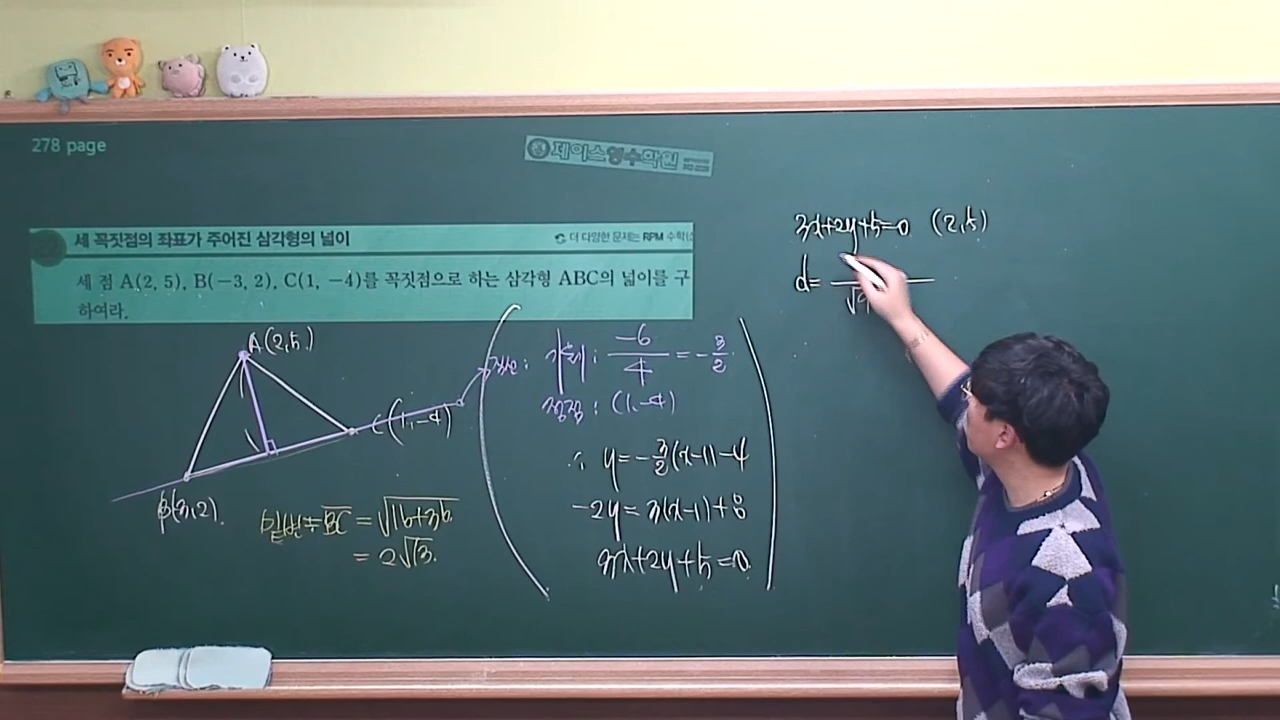 278 page
제이스영수학원
세 꼭짓점의 좌표가 주어진 삼각형의 넓이
더 다양한 문제는 RPM 수학(상
세 점 A(2, 5), B(−3, 2), C(1, −4)를 꼭짓점으로 하는 삼각형 ABC의 넓이를 구
하여라.
A(2,5)
C(1,-4)
B(-3,2)
밑변 = BC = √16+36
= 2√13
직선: 기울기: -6/4 = -3/2
점: (1,-4)
∴ y=-3/2(x-1)-4
-2y=3(x-1)+8
3x+2y+5=0
3x+2y+5=0 (2,5)
d=
√9